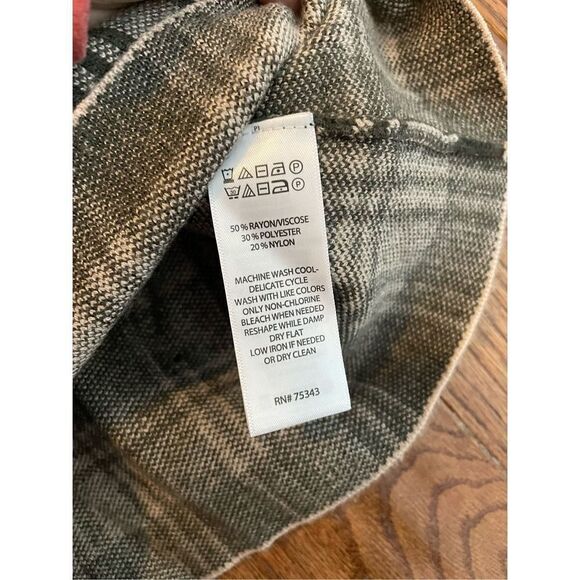 50 % RAYON/VISCOSE
30 % POLYESTER
20 % NYLON
MACHINE WASH COOL-
DELICATE CYCLE
WASH WITH LIKE COLORS
ONLY NON-CHLORINE
BLEACH WHEN NEEDED
RESHAPE WHILE DAMP
DRY FLAT
LOW IRON IF NEEDED
OR DRY CLEAN
RN# 75343